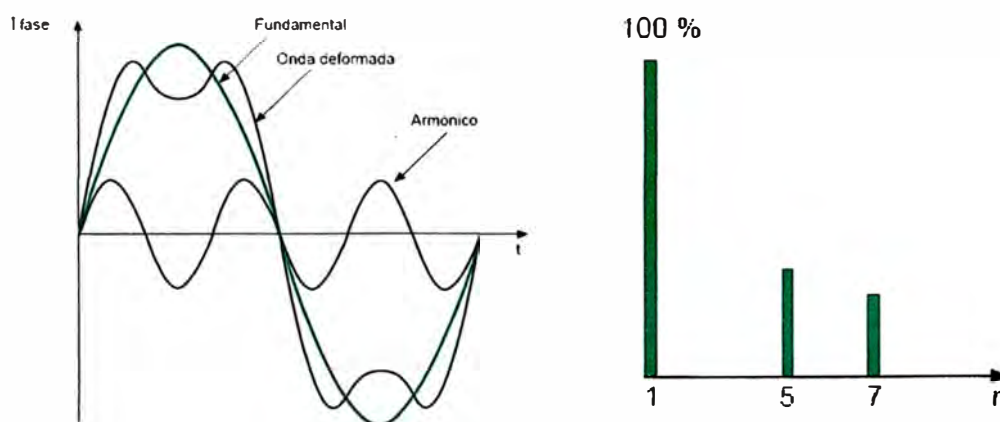 I fase
Fundamental
Onda deformada
Armonico
t
100 %
1 5 7